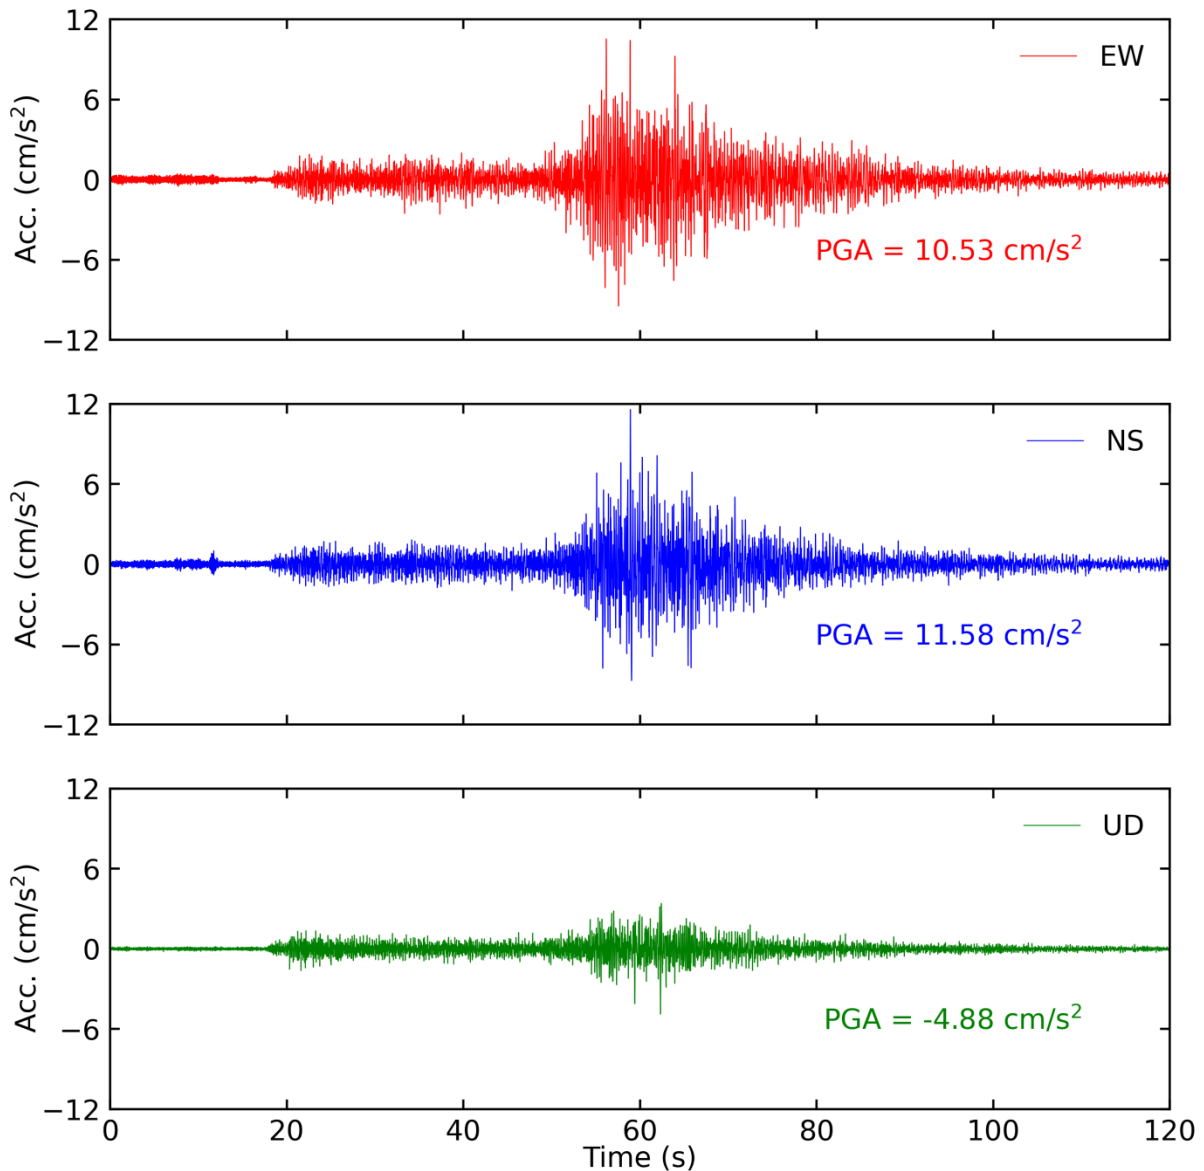 12
6
0
−6
−12
Acc. (cm/s²)
EW
PGA = 10.53 cm/s²
12
6
0
−6
−12
Acc. (cm/s²)
NS
PGA = 11.58 cm/s²
12
6
0
−6
−12
Acc. (cm/s²)
UD
PGA = -4.88 cm/s²
0 20 40 60 80 100 120
Time (s)